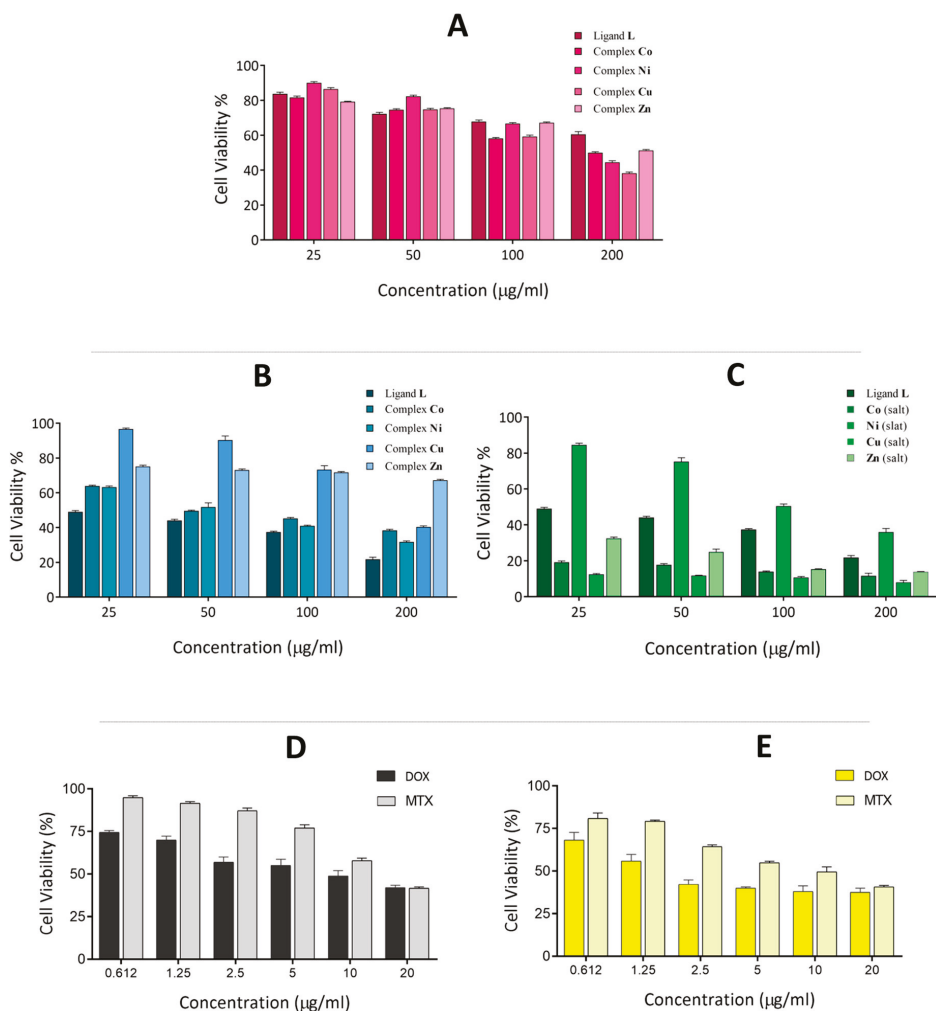 A
Ligand L
Complex Co
Complex Ni
Complex Cu
Complex Zn
Cell Viability %
100
80
60
40
20
0
25 50 100 200
Concentration (µg/ml)
B
Ligand L
Complex Co
Complex Ni
Complex Cu
Complex Zn
Cell Viability %
100
80
60
40
20
0
25 50 100 200
Concentration (µg/ml)
C
Ligand L
Co (salt)
Ni (slat)
Cu (salt)
Zn (salt)
Cell Viability %
100
80
60
40
20
0
25 50 100 200
Concentration (µg/ml)
D
DOX
MTX
Cell Viability (%)
100
75
50
25
0
0.612 1.25 2.5 5 10 20
Concentration (µg/ml)
E
DOX
MTX
Cell Viability (%)
100
75
50
25
0
0.612 1.25 2.5 5 10 20
Concentration (µg/ml)